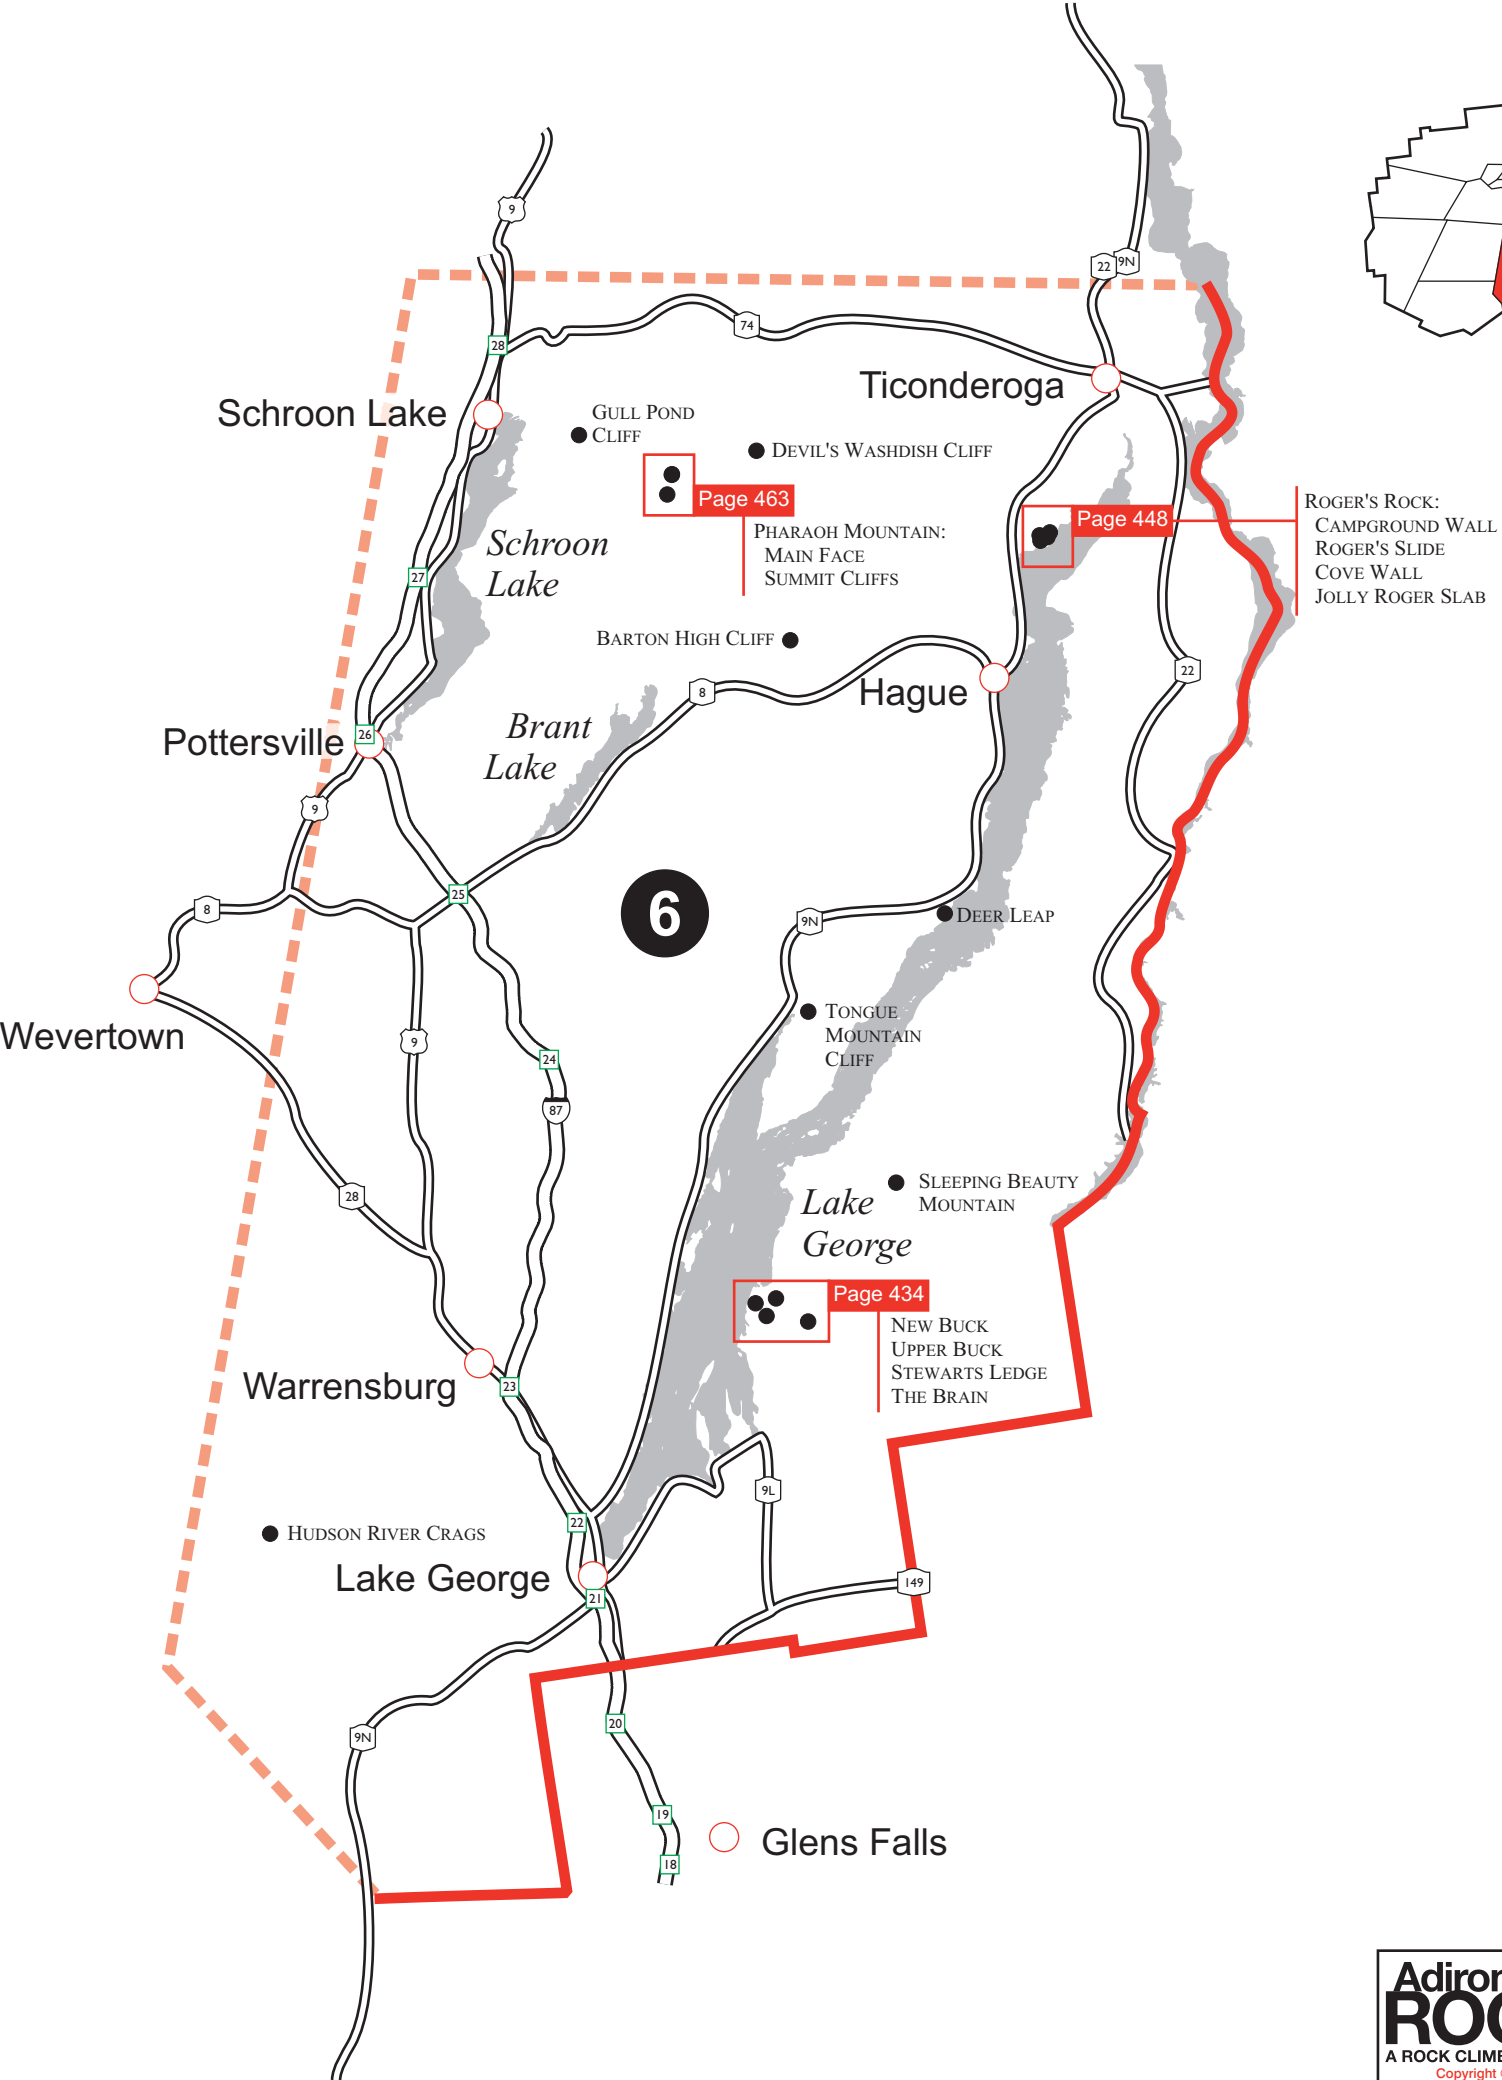 9
22
9N
28
74
Ticonderoga
Schroon Lake
GULL POND
CLIFF
DEVIL'S WASHDISH CLIFF
Page 463
PHARAOH MOUNTAIN:
MAIN FACE
SUMMIT CLIFFS
Page 448
ROGER'S ROCK:
CAMPGROUND WALL
ROGER'S SLIDE
COVE WALL
JOLLY ROGER SLAB
Schroon
Lake
27
BARTON HIGH CLIFF
8
Hague
22
Brant
Lake
Pottersville
26
9
25
8
6
9N
DEER LEAP
Wevertown
9
TONGUE
MOUNTAIN
CLIFF
24
87
28
SLEEPING BEAUTY
MOUNTAIN
Lake
George
Page 434
NEW BUCK
UPPER BUCK
STEWARTS LEDGE
THE BRAIN
Warrensburg
23
9L
22
HUDSON RIVER CRAGS
Lake George
21
149
9N
20
19
18
Glens Falls
Adiron
ROC
A ROCK CLIMB
Copyright